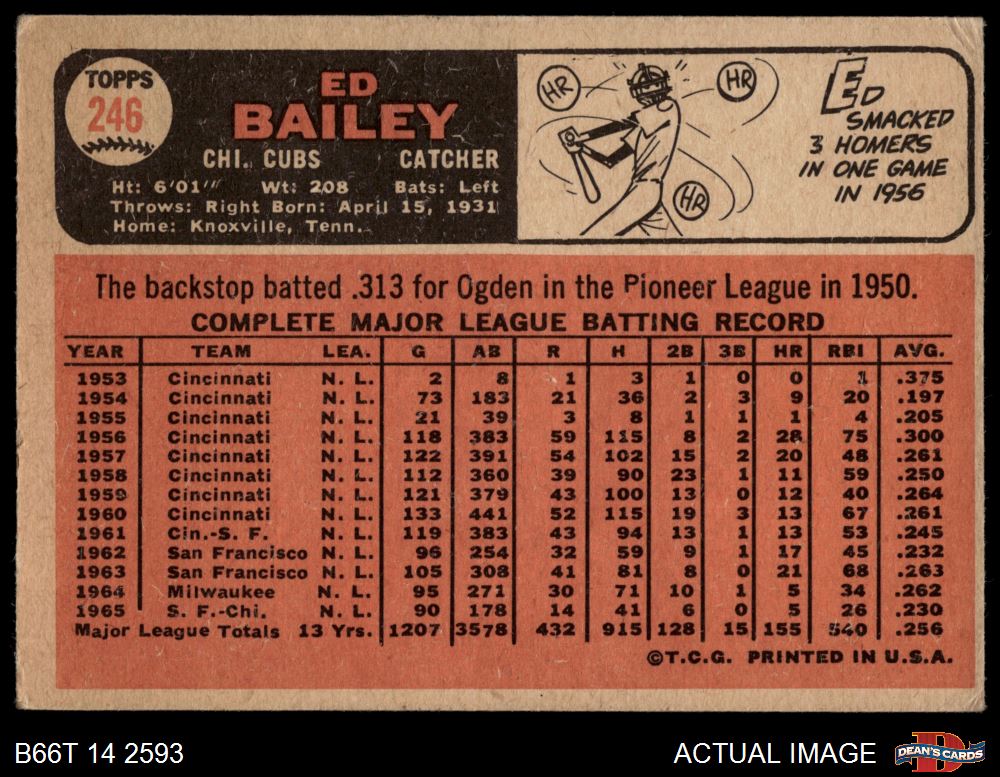 TOPPS
246
ED
BAILEY
CHI. CUBS CATCHER
Ht: 6'01" Wt: 208 Bats: Left
Throws: Right Born: April 15, 1931
Home: Knoxville, Tenn.
HR HR
HR
ED
SMACKED
3 HOMERS
IN ONE GAME
IN 1956
The backstop batted .313 for Ogden in the Pioneer League in 1950.
COMPLETE MAJOR LEAGUE BATTING RECORD
YEAR TEAM LEA. G AB R H 2B 3B HR RBI AVG.
1953 Cincinnati N. L. 2 8 1 3 1 0 0 1 .375
1954 Cincinnati N. L. 73 183 21 36 2 3 9 20 .197
1955 Cincinnati N. L. 21 39 3 8 1 1 1 4 .205
1956 Cincinnati N. L. 118 383 59 115 8 2 28 75 .300
1957 Cincinnati N. L. 122 391 54 102 15 2 20 48 .261
1958 Cincinnati N. L. 112 360 39 90 23 1 11 59 .250
1959 Cincinnati N. L. 121 379 43 100 13 0 12 40 .264
1960 Cincinnati N. L. 133 441 52 115 19 3 13 67 .261
1961 Cin.-S. F. N. L. 119 383 43 94 13 1 13 53 .245
1962 San Francisco N. L. 96 254 32 59 9 1 17 45 .232
1963 San Francisco N. L. 105 308 41 81 8 0 21 68 .263
1964 Milwaukee N. L. 95 271 30 71 10 1 5 34 .262
1965 S. F.-Chi. N. L. 90 178 14 41 6 0 5 26 .230
Major League Totals 13 Yrs. 1207 3578 432 915 128 15 155 540 .256
©T.C.G. PRINTED IN U.S.A.
B66T 14 2593 ACTUAL IMAGE DEAN'S CARDS